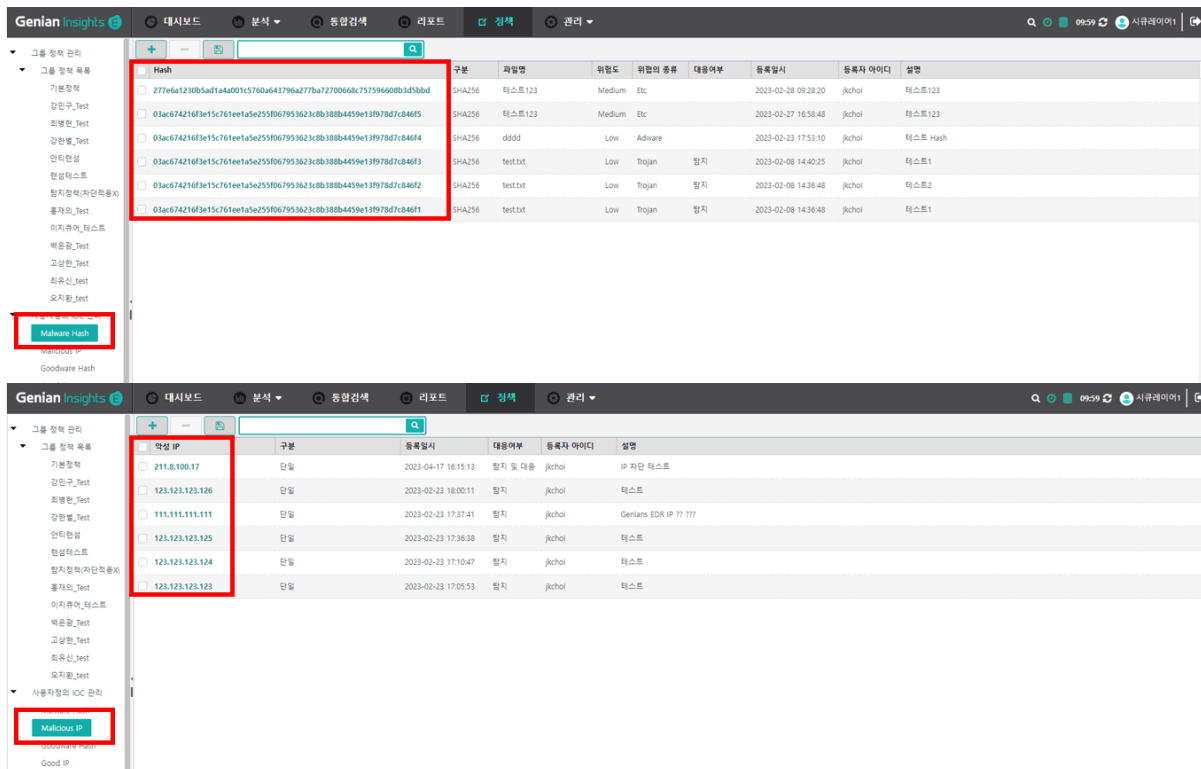 Genian Insights E 대시보드 분석 통합검색 리포트 정책 관리 09:59 시큐레이어1
그룹 정책 관리
그룹 정책 목록
기본정책
강민구_Test
최병현_Test
강한별_Test
안티랜섬
랜섬테스트
탐지정책(차단적용X)
홍재의_Test
이지큐어_테스트
백은광_Test
고상한_Test
최유신_test
오지환_test
Malware Hash
Malicious IP
Goodware Hash
Hash 구분 파일명 위험도 위협의 종류 대응여부 등록일시 등록자 아이디 설명
277e6a1230b5ad1a4a001c5760a643796a277ba72700668c757596608b3d5bbd SHA256 테스트123 Medium Etc 2023-02-28 09:28:20 jkchoi 테스트123
03ac674216f3e15c761ee1a5e255f067953623c8b388b4459e13f978d7c846f5 SHA256 테스트123 Medium Etc 2023-02-27 16:58:48 jkchoi 테스트123
03ac674216f3e15c761ee1a5e255f067953623c8b388b4459e13f978d7c846f4 SHA256 dddd Low Adware 2023-02-23 17:53:10 jkchoi 테스트 Hash
03ac674216f3e15c761ee1a5e255f067953623c8b388b4459e13f978d7c846f3 SHA256 test.txt Low Trojan 탐지 2023-02-08 14:40:25 jkchoi 테스트1
03ac674216f3e15c761ee1a5e255f067953623c8b388b4459e13f978d7c846f2 SHA256 test.txt Low Trojan 탐지 2023-02-08 14:36:48 jkchoi 테스트2
03ac674216f3e15c761ee1a5e255f067953623c8b388b4459e13f978d7c846f1 SHA256 test.txt Low Trojan 탐지 2023-02-08 14:36:48 jkchoi 테스트1
Genian Insights E 대시보드 분석 통합검색 리포트 정책 관리 09:59 시큐레이어1
그룹 정책 관리
그룹 정책 목록
기본정책
강민구_Test
최병현_Test
강한별_Test
안티랜섬
랜섬테스트
탐지정책(차단적용X)
홍재의_Test
이지큐어_테스트
백은광_Test
고상한_Test
최유신_test
오지환_test
사용자정의 IOC 관리
Malicious IP
Goodware Hash
Good IP
악성 IP 구분 등록일시 대응여부 등록자 아이디 설명
211.8.100.17 단일 2023-04-17 16:15:13 탐지 및 대응 jkchoi IP 차단 테스트
123.123.123.126 단일 2023-02-23 18:00:11 탐지 jkchoi 테스트
111.111.111.111 단일 2023-02-23 17:37:41 탐지 jkchoi Genians EDR IP ?? ???
123.123.123.125 단일 2023-02-23 17:36:38 탐지 jkchoi 테스트
123.123.123.124 단일 2023-02-23 17:10:47 탐지 jkchoi 테스트
123.123.123.123 단일 2023-02-23 17:05:53 탐지 jkchoi 테스트